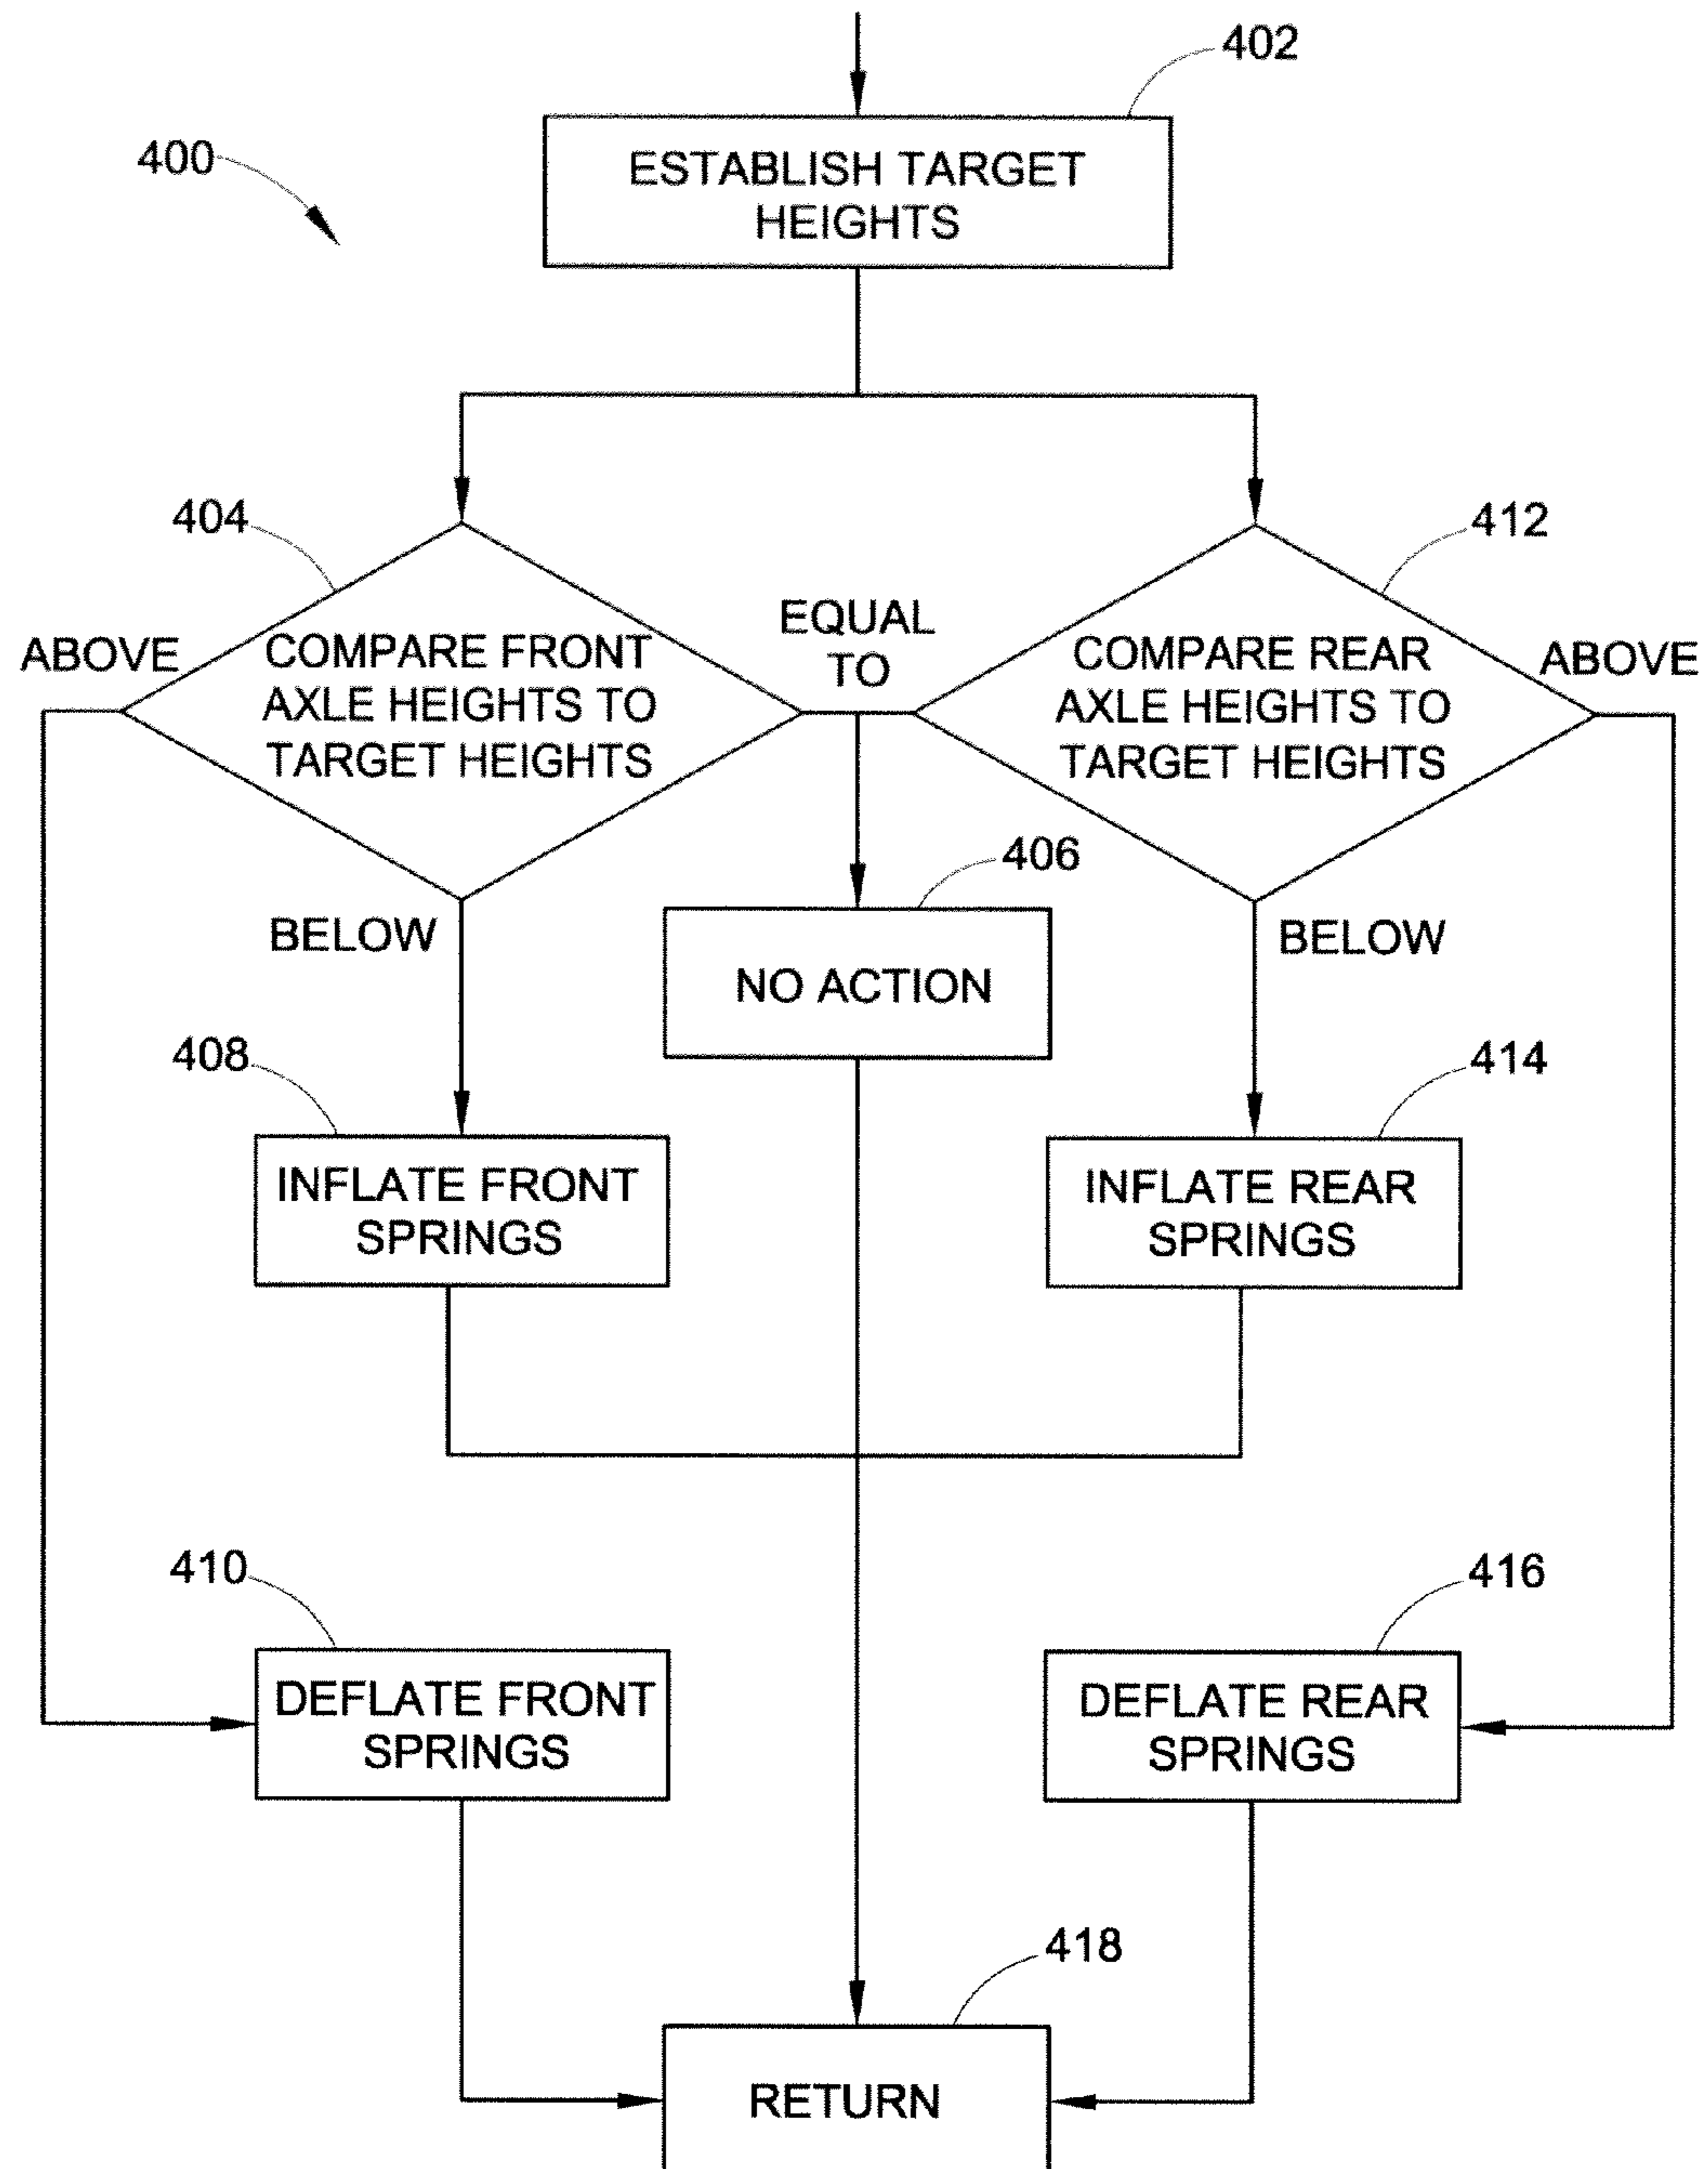 402
400
ESTABLISH TARGET
HEIGHTS
404
412
EQUAL
TO
ABOVE
COMPARE FRONT
AXLE HEIGHTS TO
TARGET HEIGHTS
COMPARE REAR
AXLE HEIGHTS TO
TARGET HEIGHTS
ABOVE
406
BELOW
BELOW
NO ACTION
408
414
INFLATE FRONT
SPRINGS
INFLATE REAR
SPRINGS
410
416
DEFLATE FRONT
SPRINGS
DEFLATE REAR
SPRINGS
418
RETURN